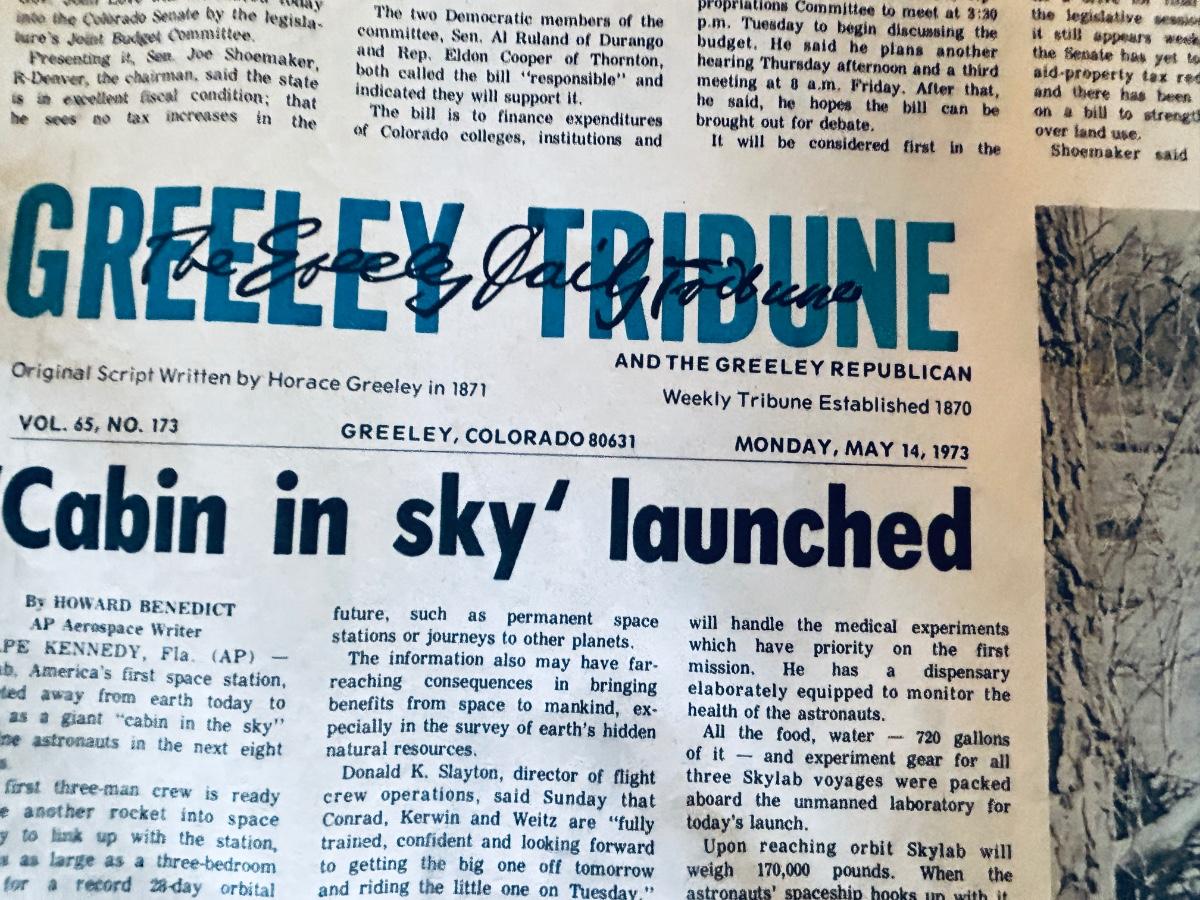 into the Colorado Senate by the legisla-
ture's Joint Budget Committee.
Presenting it, Sen. Joe Shoemaker,
R-Denver, the chairman, said the state
is in excellent fiscal condition; that
he sees no tax increases in the
The two Democratic members of the
committee, Sen. Al Ruland of Durango
and Rep. Eldon Cooper of Thornton,
both called the bill "responsible" and
indicated they will support it.
The bill is to finance expenditures
of Colorado colleges, institutions and
propriations Committee to meet at 3:30
p.m. Tuesday to begin discussing the
budget. He said he plans another
hearing Thursday afternoon and a third
meeting at 8 a.m. Friday. After that,
he said, he hopes the bill can be
brought out for debate.
It will be considered first in the
the legislative
it still appears
the Senate has yet to
aid-property tax
and there has been
on a bill to
over land use.
Shoemaker said
GREELEY TRIBUNE
The Greeley Daily Tribune
AND THE GREELEY REPUBLICAN
Original Script Written by Horace Greeley in 1871
Weekly Tribune Established 1870
VOL. 65, NO. 173
GREELEY, COLORADO 80631
MONDAY, MAY 14, 1973
'Cabin in sky' launched
By HOWARD BENEDICT
AP Aerospace Writer
PE KENNEDY, Fla. (AP) —
b, America's first space station,
ted away from earth today to
as a giant "cabin in the sky"
ne astronauts in the next eight
first three-man crew is ready
e another rocket into space
y to link up with the station,
s as large as a three-bedroom
for a record 28-day orbital
future, such as permanent space
stations or journeys to other planets.
The information also may have far-
reaching consequences in bringing
benefits from space to mankind, ex-
pecially in the survey of earth's hidden
natural resources.
Donald K. Slayton, director of flight
crew operations, said Sunday that
Conrad, Kerwin and Weitz are "fully
trained, confident and looking forward
to getting the big one off tomorrow
and riding the little one on Tuesday."
will handle the medical experiments
which have priority on the first
mission. He has a dispensary
elaborately equipped to monitor the
health of the astronauts.
All the food, water — 720 gallons
of it — and experiment gear for all
three Skylab voyages were packed
aboard the unmanned laboratory for
today's launch.
Upon reaching orbit Skylab will
weigh 170,000 pounds. When the
astronauts' spaceship hooks up with it,